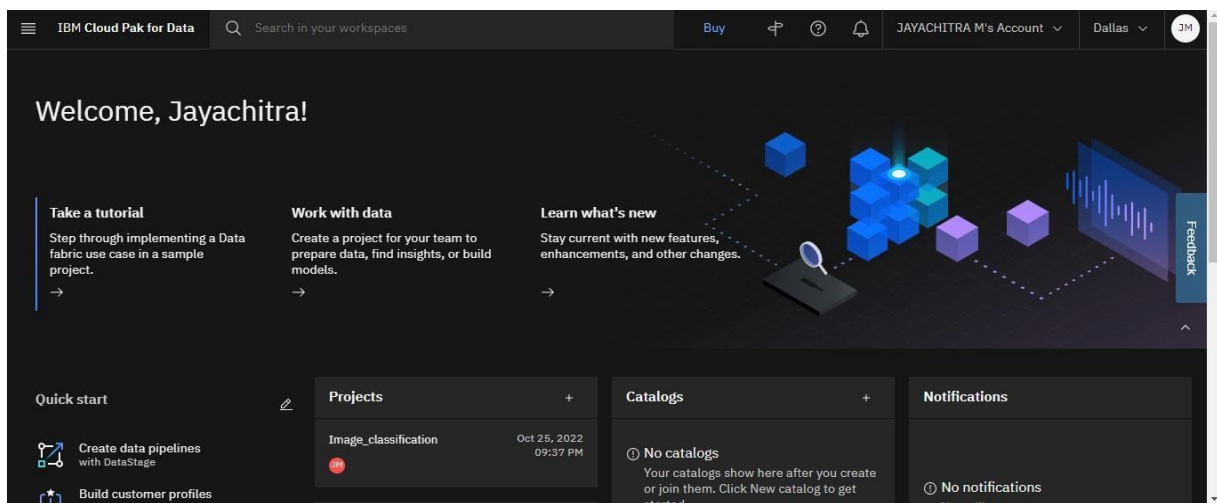 IBM Cloud Pak for Data
Search in your workspaces
Buy
JAYACHITRA M's Account
Dallas
JM
Welcome, Jayachitra!
Take a tutorial
Step through implementing a Data
fabric use case in a sample
project.
Work with data
Create a project for your team to
prepare data, find insights, or build
models.
Learn what's new
Stay current with new features,
enhancements, and other changes.
Feedback
Quick start
Create data pipelines
with DataStage
Build customer profiles
Projects
Image_classification
Oct 25, 2022
09:37 PM
JM
Catalogs
No catalogs
Your catalogs show here after you create
or join them. Click New catalog to get
started
Notifications
No notifications